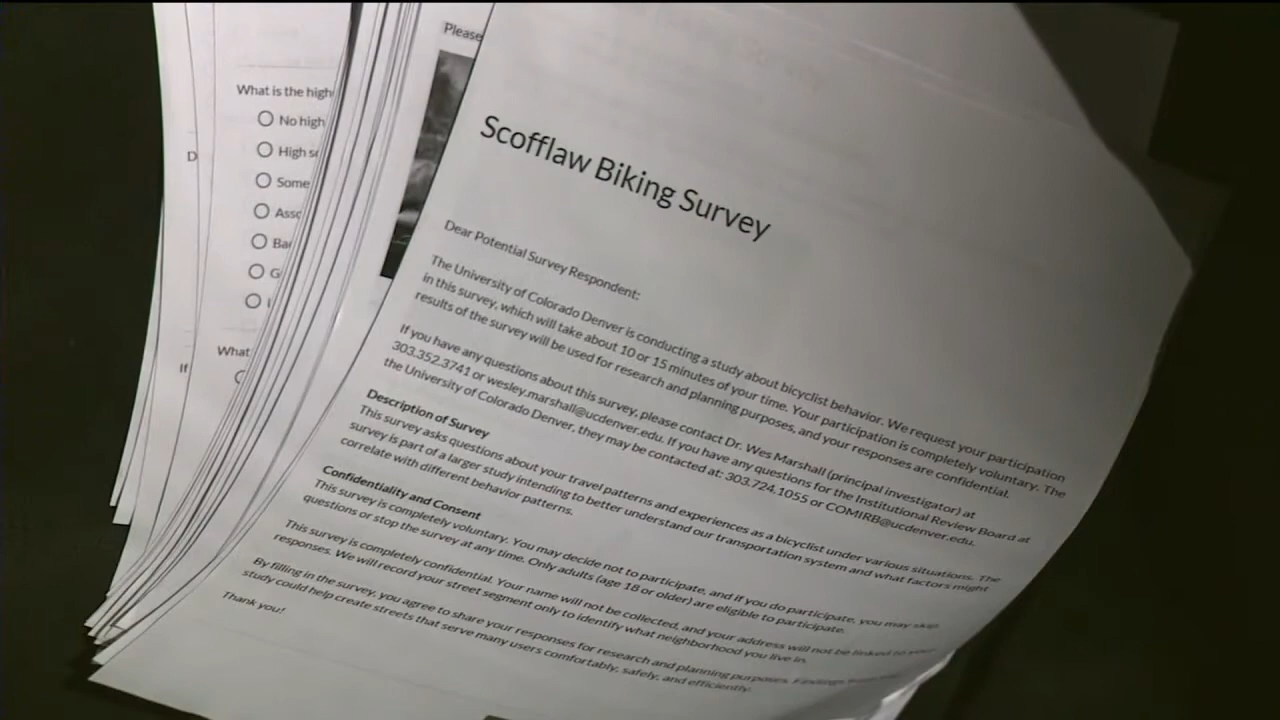 Please
What is the high
No high
High sc
Some
Asso
Ba
G
D
What
If
Scofflaw Biking Survey
Dear Potential Survey Respondent:
The University of Colorado Denver is conducting a study about bicyclist behavior. We request your participation
in this survey, which will take about 10 or 15 minutes of your time. Your participation is completely voluntary. The
results of the survey will be used for research and planning purposes, and your responses are confidential.
If you have any questions about this survey, please contact Dr. Wes Marshall (principal investigator) at
303.352.3741 or wesley.marshall@ucdenver.edu. If you have any questions for the Institutional Review Board at
the University of Colorado Denver, they may be contacted at: 303.724.1055 or COMIRB@ucdenver.edu.
Description of Survey
This survey asks questions about your travel patterns and experiences as a bicyclist under various situations. The
survey is part of a larger study intending to better understand our transportation system and what factors might
correlate with different behavior patterns.
Confidentiality and Consent
This survey is completely voluntary. You may decide not to participate, and if you do participate, you may skip
questions or stop the survey at any time. Only adults (age 18 or older) are eligible to participate.
This survey is completely confidential. Your name will not be collected, and your address will not be linked to your
responses. We will record your street segment only to identify what neighborhood you live in.
By filling in the survey, you agree to share your responses for research and planning purposes. Findings from
study could help create streets that serve many users comfortably, safely, and efficiently.
Thank you!